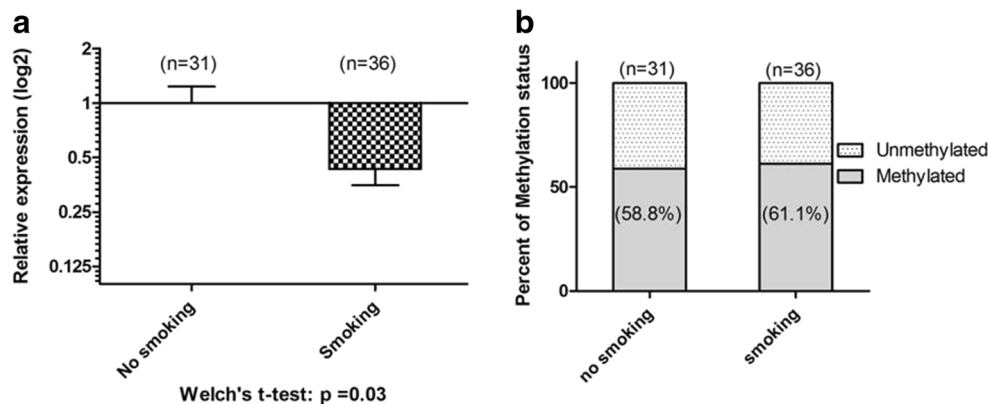 a
Relative expression (log2)
2
1
0.5
0.25
0.125
(n=31)
(n=36)
No smoking
Smoking
Welch's t-test: p =0.03
b
Percent of Methylation status
100
50
0
(n=31)
(n=36)
(58.8%)
(61.1%)
no smoking
smoking
Unmethylated
Methylated